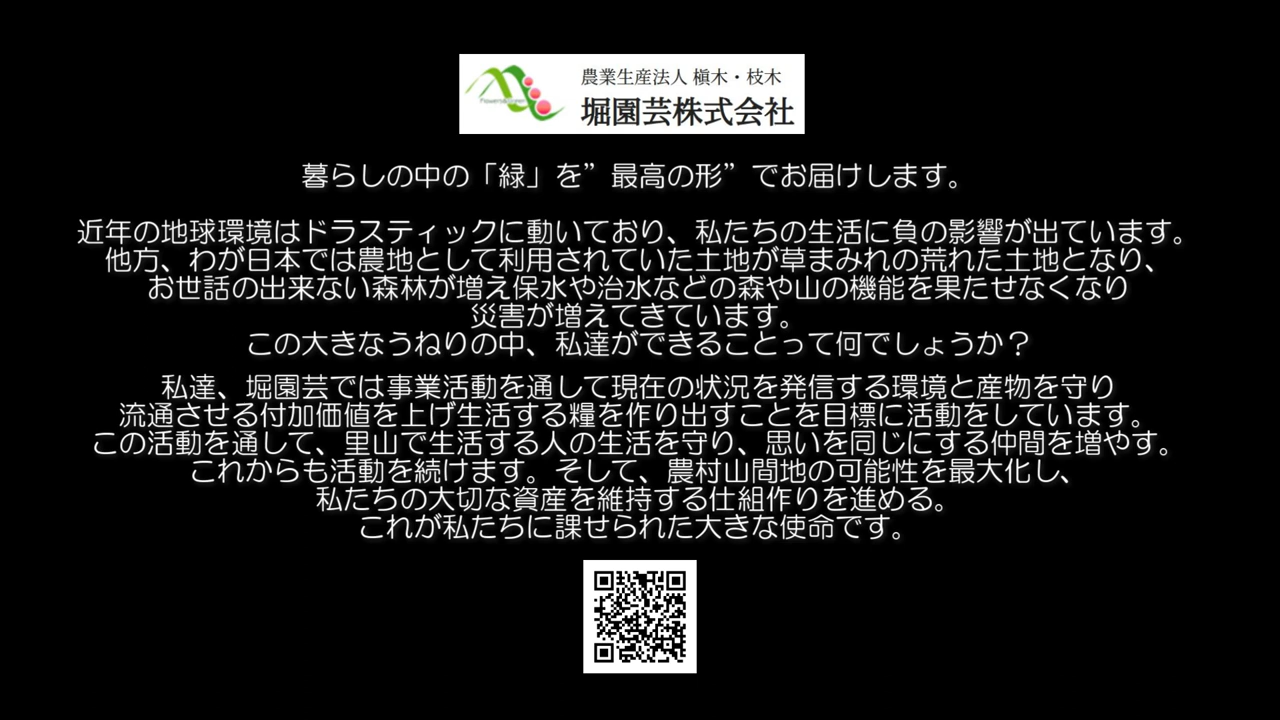 Flowers&Green
農業生産法人 槇木・枝木
堀園芸株式会社
暮らしの中の「緑」を”最高の形”でお届けします。
近年の地球環境はドラスティックに動いており、私たちの生活に負の影響が出ています。
他方、わが日本では農地として利用されていた土地が草まみれの荒れた土地となり、
お世話の出来ない森林が増え保水や治水などの森や山の機能を果たせなくなり
災害が増えてきています。
この大きなうねりの中、私達ができることって何でしょうか？
私達、堀園芸では事業活動を通して現在の状況を発信する環境と産物を守り
流通させる付加価値を上げ生活する糧を作り出すことを目標に活動をしています。
この活動を通して、里山で生活する人の生活を守り、思いを同じにする仲間を増やす。
これからも活動を続けます。そして、農村山間地の可能性を最大化し、
私たちの大切な資産を維持する仕組作りを進める。
これが私たちに課せられた大きな使命です。